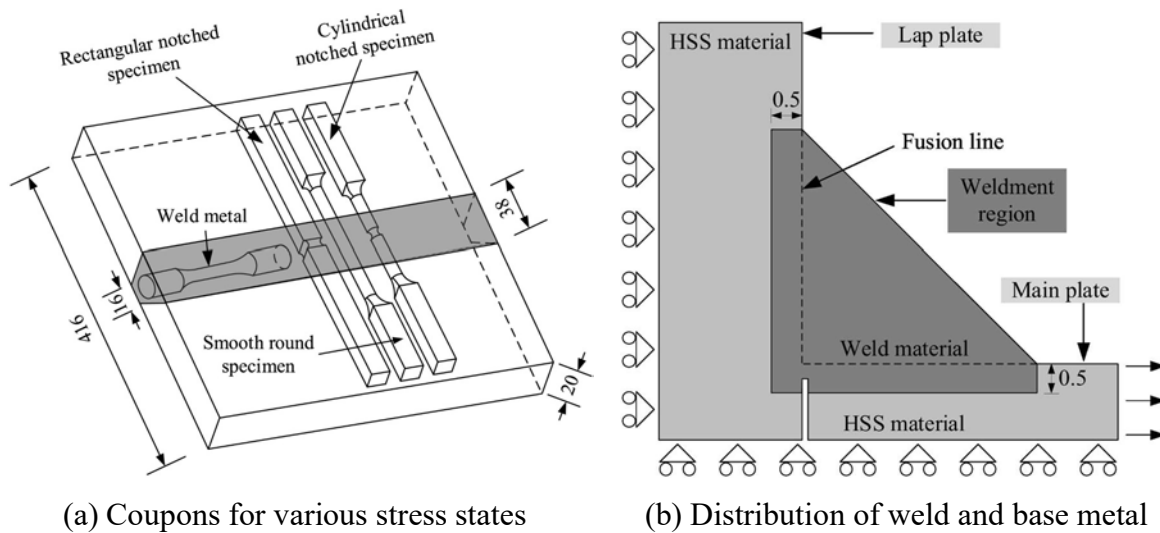 Rectangular notched
specimen
Cylindrical
notched specimen
Weld metal
38
16
416
Smooth round
specimen
20
(a) Coupons for various stress states
HSS material
Lap plate
0.5
Fusion line
Weldment
region
Main plate
Weld material
0.5
HSS material
(b) Distribution of weld and base metal